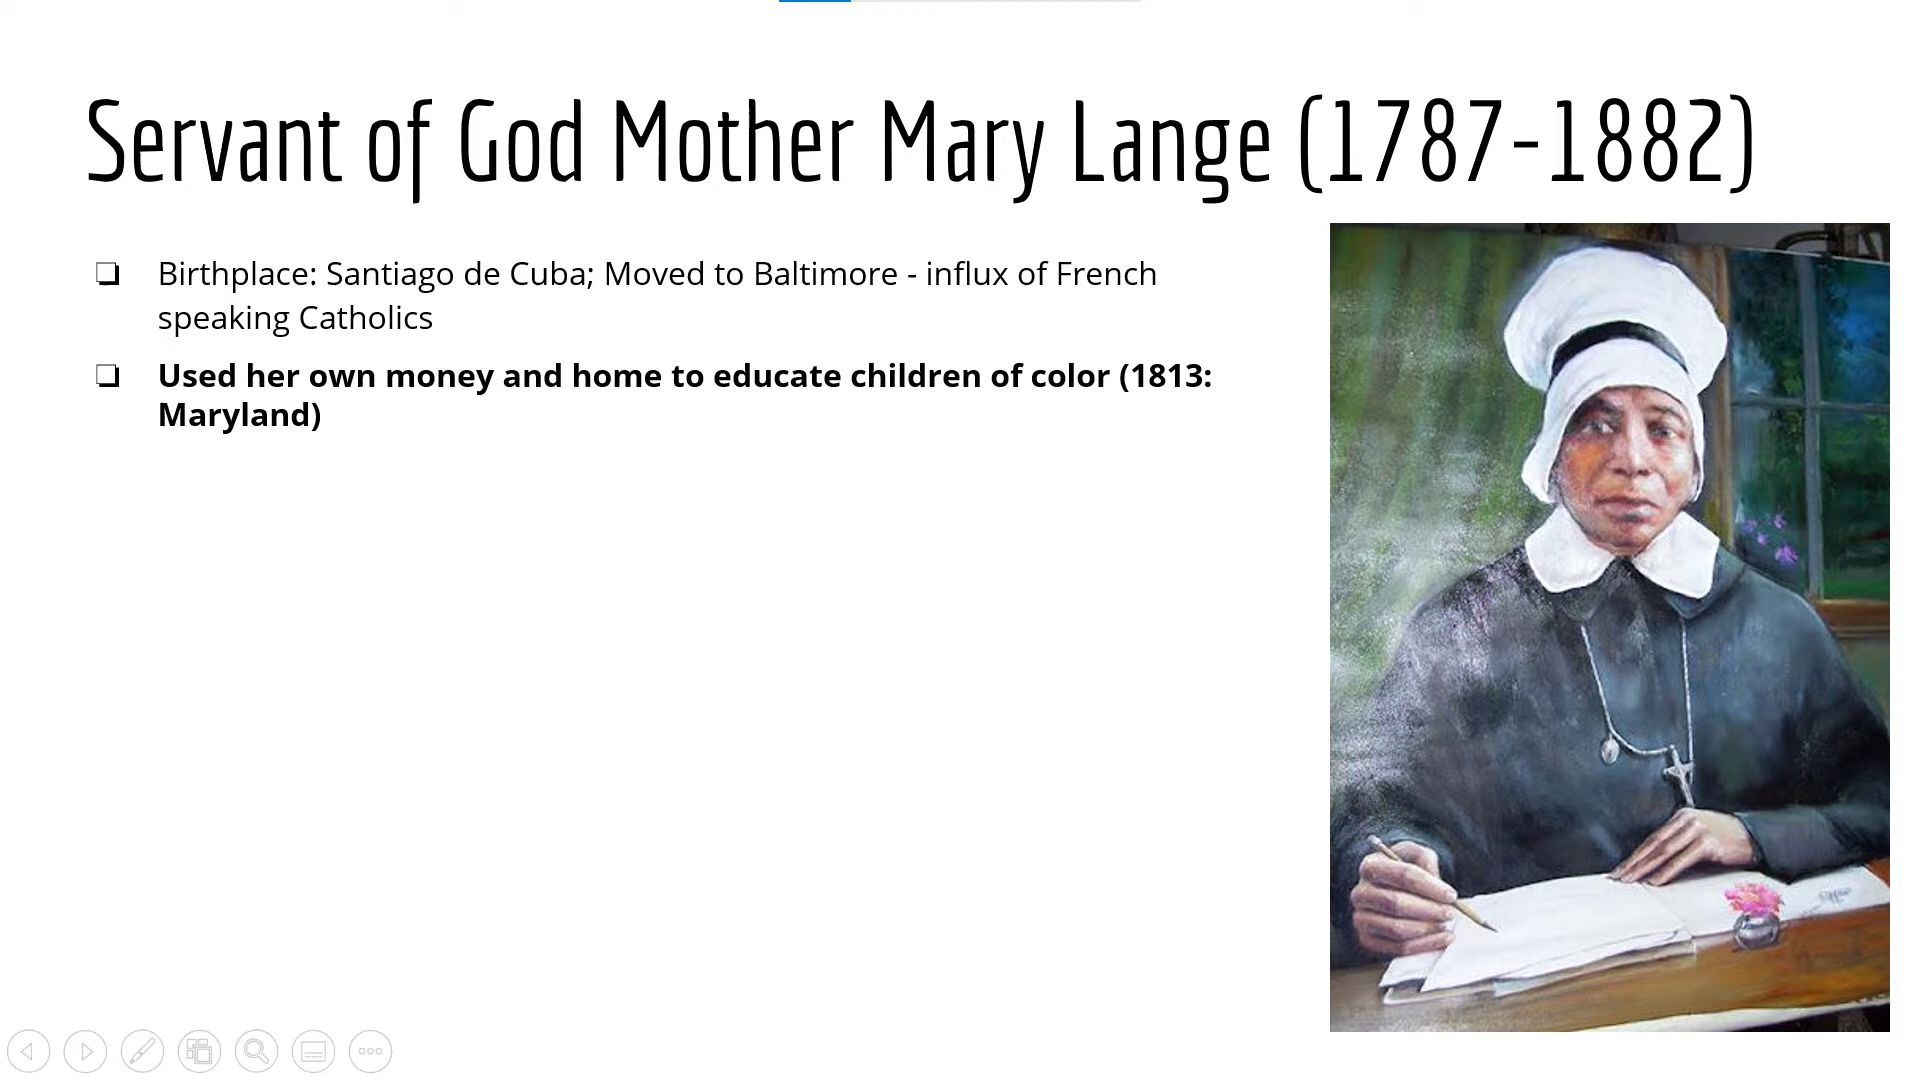 Servant of God Mother Mary Lange (1787-1882)
❏ Birthplace: Santiago de Cuba; Moved to Baltimore - influx of French
speaking Catholics
❏ Used her own money and home to educate children of color (1813:
Maryland)